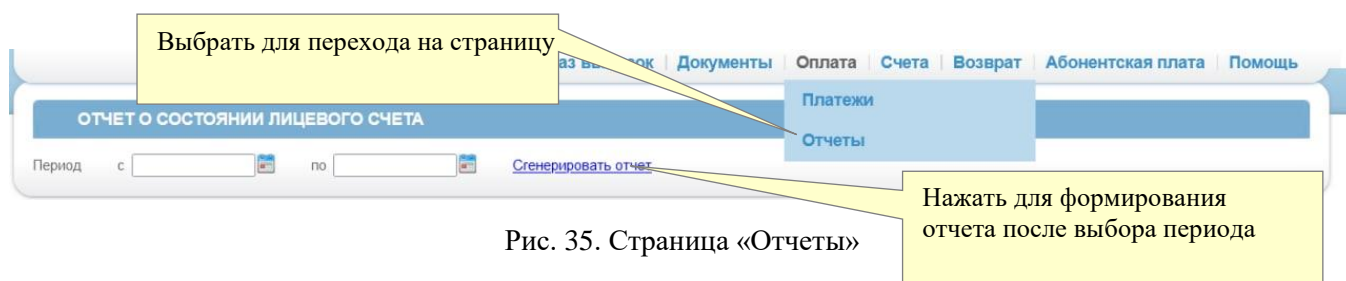 Выбрать для перехода на страницу
Документы Оплата Счета Возврат Абонентская плата Помощь
Платежи
ОТЧЕТ О СОСТОЯНИИ ЛИЦЕВОГО СЧЕТА
Отчеты
Период с по Сгенерировать отчет
Нажать для формирования
отчета после выбора периода
Рис. 35. Страница «Отчеты»